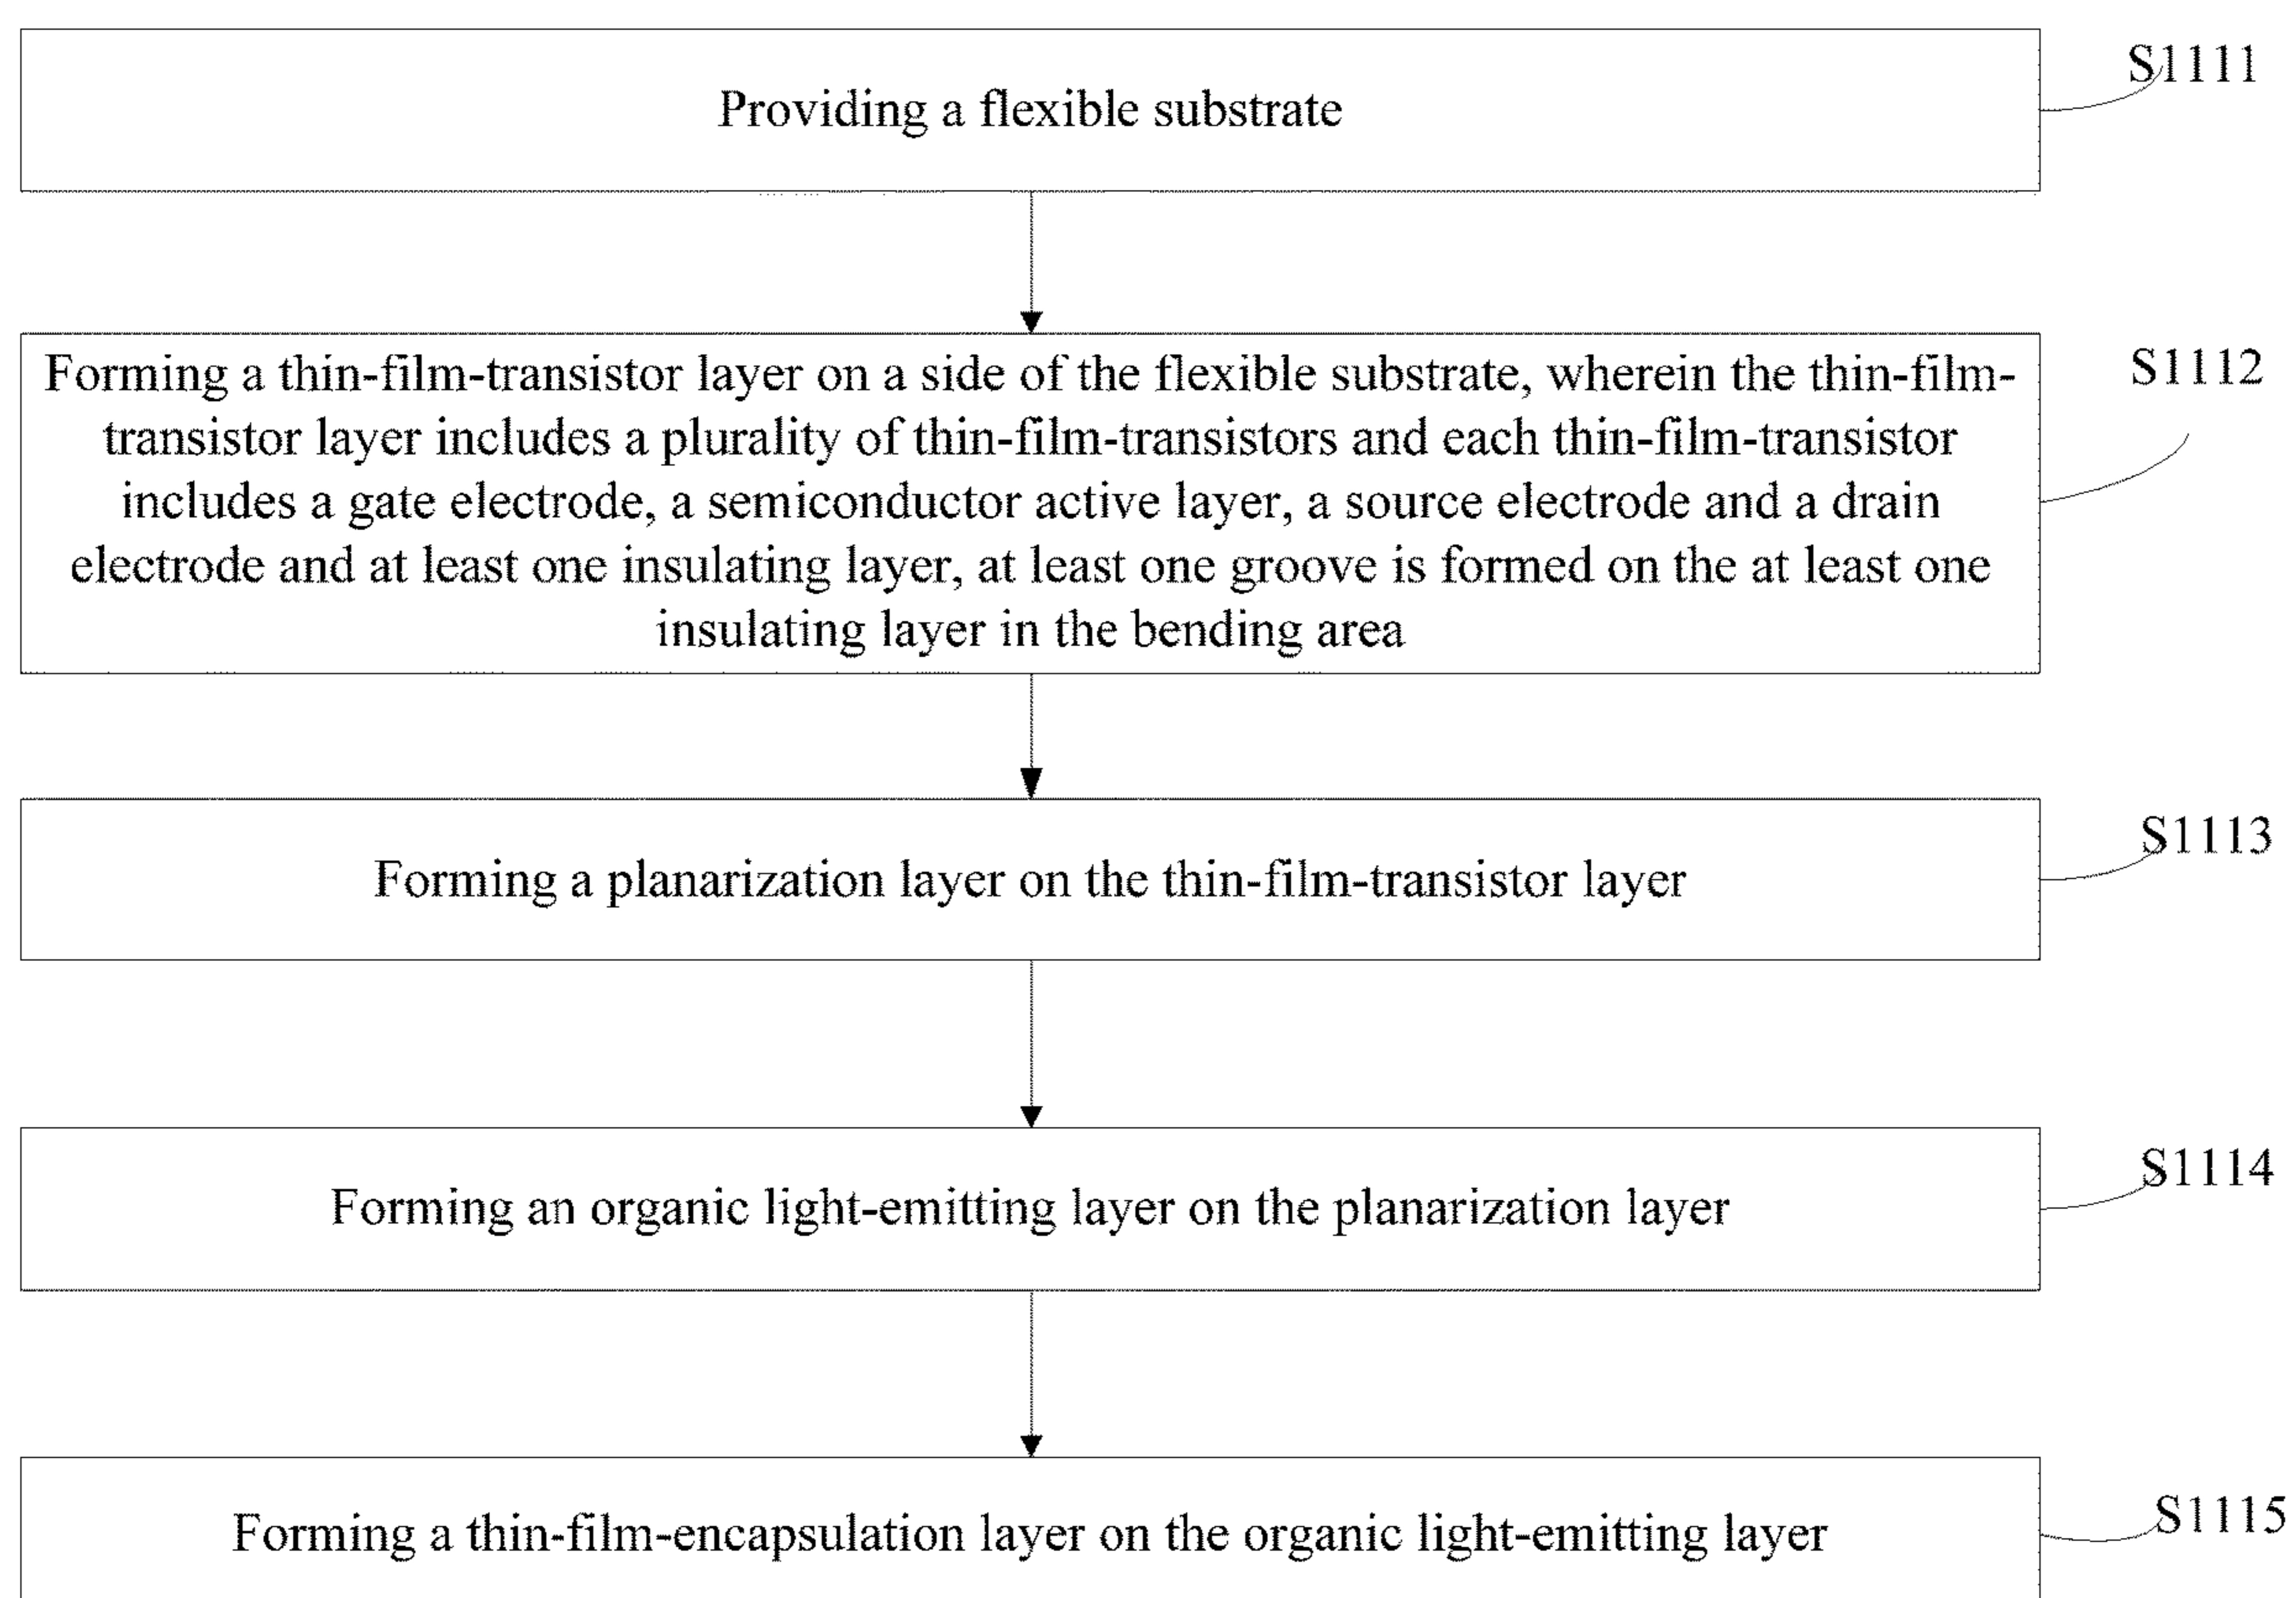 S1111
Providing a flexible substrate
Forming a thin-film-transistor layer on a side of the flexible substrate, wherein the thin-film-
S1112
transistor layer includes a plurality of thin-film-transistors and each thin-film-transistor
includes a gate electrode, a semiconductor active layer, a source electrode and a drain
electrode and at least one insulating layer, at least one groove is formed on the at least one
insulating layer in the bending area
S1113
Forming a planarization layer on the thin-film-transistor layer
S1114
Forming an organic light-emitting layer on the planarization layer
S1115
Forming a thin-film-encapsulation layer on the organic light-emitting layer